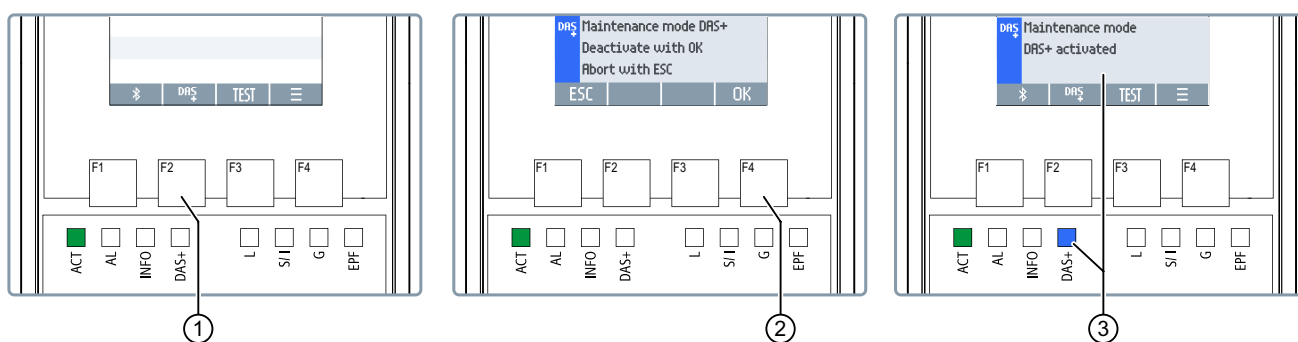 DAS+ TEST ☰
F1 F2 F3 F4
ACT AL INFO DAS+ L S/I G EPF
1
DAS+ Maintenance mode DAS+
Deactivate with OK
Abort with ESC
ESC OK
F1 F2 F3 F4
ACT AL INFO DAS+ L S/I G EPF
2
DAS+ Maintenance mode
DAS+ activated
DAS+ TEST ☰
F1 F2 F3 F4
ACT AL INFO DAS+ L S/I G EPF
3